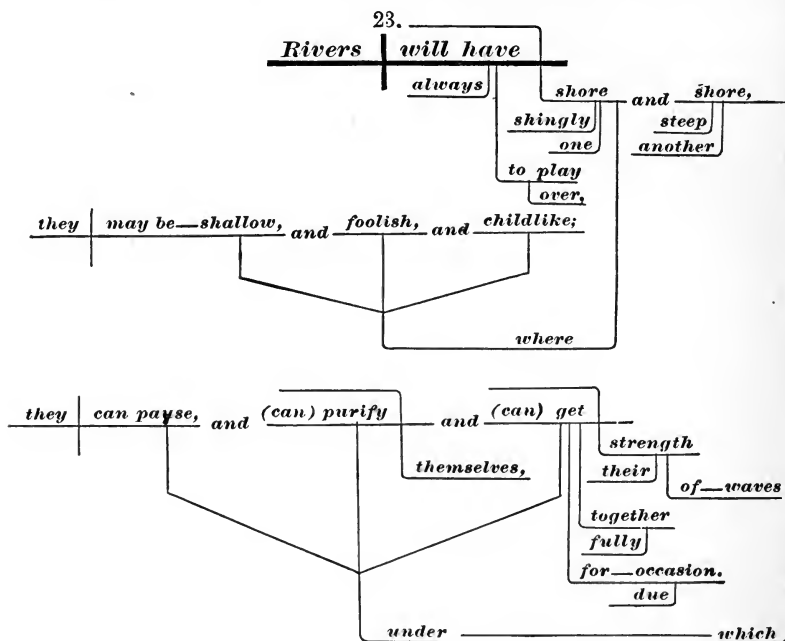 23.
Rivers will have
always shore and shore,
shingly steep
one another
to play
over,
they may be—shallow, and foolish, and childlike;
where
they can pause, and (can) purify and (can) get
strength
themselves, their
of—waves
together
fully
for—occasion.
due
under which